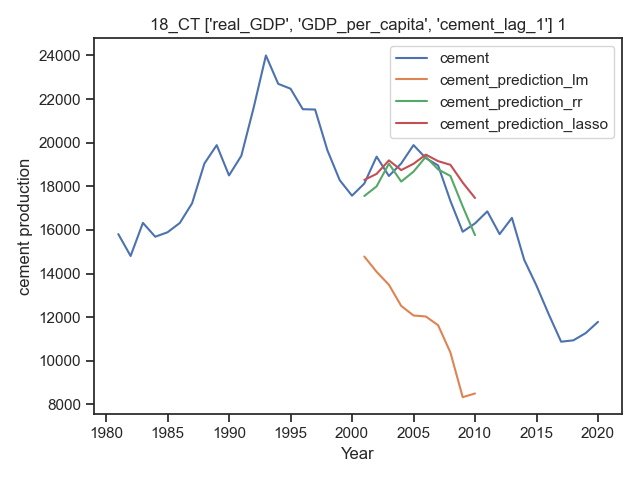 18_CT ['real_GDP', 'GDP_per_capita', 'cement_lag_1'] 1
cement
cement_prediction_lm
cement_prediction_rr
cement_prediction_lasso
cement production
24000
22000
20000
18000
16000
14000
12000
10000
8000
1980 1985 1990 1995 2000 2005 2010 2015 2020
Year